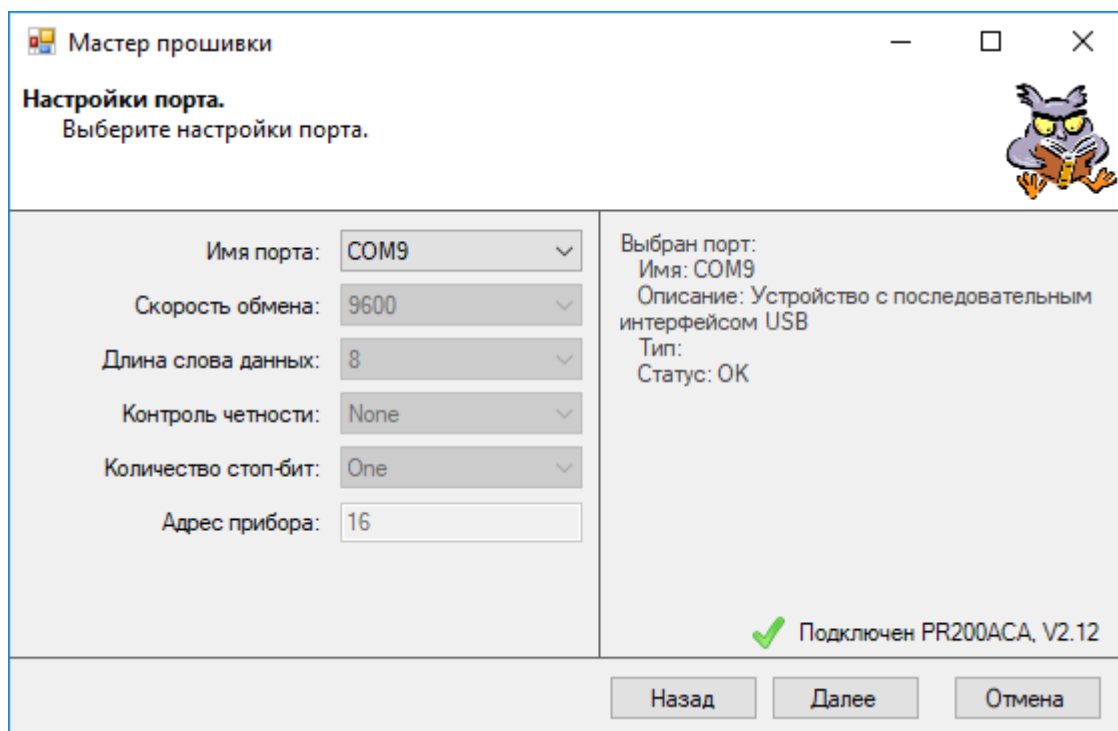 Мастер прошивки
Настройки порта.
Выберите настройки порта.
Имя порта: COM9
Скорость обмена: 9600
Длина слова данных: 8
Контроль четности: None
Количество стоп-бит: One
Адрес прибора: 16
Выбран порт:
Имя: COM9
Описание: Устройство с последовательным
интерфейсом USB
Тип:
Статус: OK
Подключен PR200ACA, V2.12
Назад
Далее
Отмена